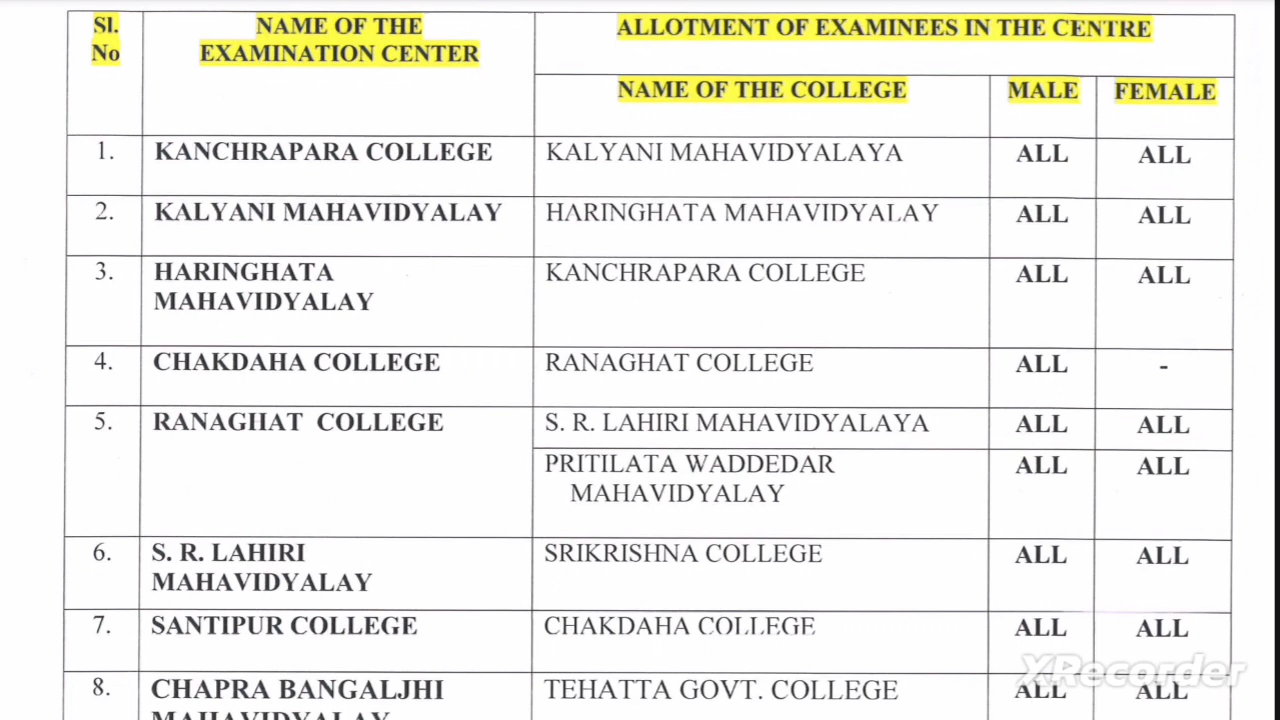 Sl. No
NAME OF THE
EXAMINATION CENTER
ALLOTMENT OF EXAMINEES IN THE CENTRE
NAME OF THE COLLEGE
MALE
FEMALE
1. KANCHRAPARA COLLEGE KALYANI MAHAVIDYALAYA ALL ALL
2. KALYANI MAHAVIDYALAY HARINGHATA MAHAVIDYALAY ALL ALL
3. HARINGHATA
MAHAVIDYALAY
KANCHRAPARA COLLEGE ALL ALL
4. CHAKDAHA COLLEGE RANAGHAT COLLEGE ALL -
5. RANAGHAT COLLEGE S. R. LAHIRI MAHAVIDYALAYA ALL ALL
PRITILATA WADDEDAR
MAHAVIDYALAY
ALL ALL
6. S. R. LAHIRI
MAHAVIDYALAY
SRIKRISHNA COLLEGE ALL ALL
7. SANTIPUR COLLEGE CHAKDAHA COLLEGE ALL ALL
8. CHAPRA BANGALJHI
MAHAVIDYALAY
TEHATTA GOVT. COLLEGE ALL ALL
XRecorder